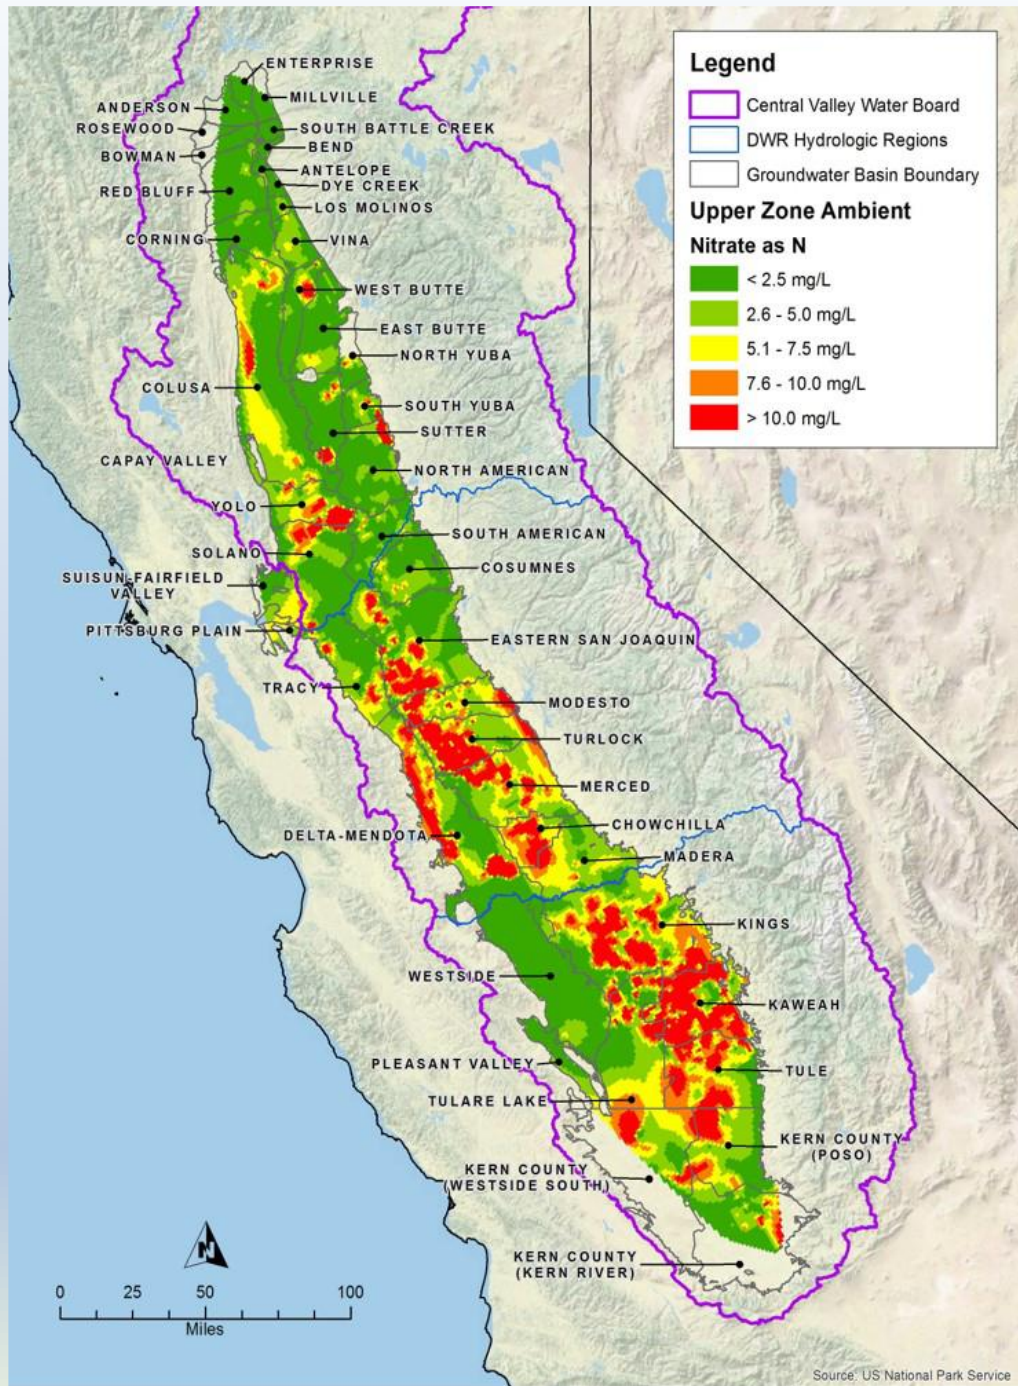 Legend
Central Valley Water Board
DWR Hydrologic Regions
Groundwater Basin Boundary
Upper Zone Ambient
Nitrate as N
< 2.5 mg/L
2.6 - 5.0 mg/L
5.1 - 7.5 mg/L
7.6 - 10.0 mg/L
> 10.0 mg/L
ENTERPRISE
MILLVILLE
ANDERSON
ROSEWOOD
SOUTH BATTLE CREEK
BOWMAN
BEND
ANTELOPE
RED BLUFF
DYE CREEK
LOS MOLINOS
CORNING
VINA
WEST BUTTE
EAST BUTTE
NORTH YUBA
COLUSA
SOUTH YUBA
SUTTER
CAPAY VALLEY
NORTH AMERICAN
YOLO
SOUTH AMERICAN
SOLANO
COSUMNES
SUISUN-FAIRFIELD
VALLEY
PITTSBURG PLAIN
EASTERN SAN JOAQUIN
TRACY
MODESTO
TURLOCK
MERCED
DELTA-MENDOTA
CHOWCHILLA
MADERA
KINGS
WESTSIDE
KAWEAH
PLEASANT VALLEY
TULE
TULARE LAKE
KERN COUNTY
(POSO)
KERN COUNTY
(WESTSIDE SOUTH)
KERN COUNTY
(KERN RIVER)
N
0 50 100
Miles
Source: US National Park Service